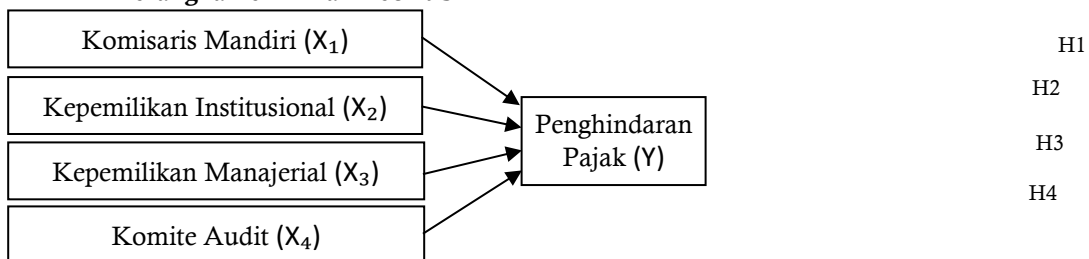 Komisaris Mandiri (X₁)
H1
Kepemilikan Institusional (X₂)
H2
Penghindaran
Pajak (Y)
Kepemilikan Manajerial (X₃)
H3
H4
Komite Audit (X₄)